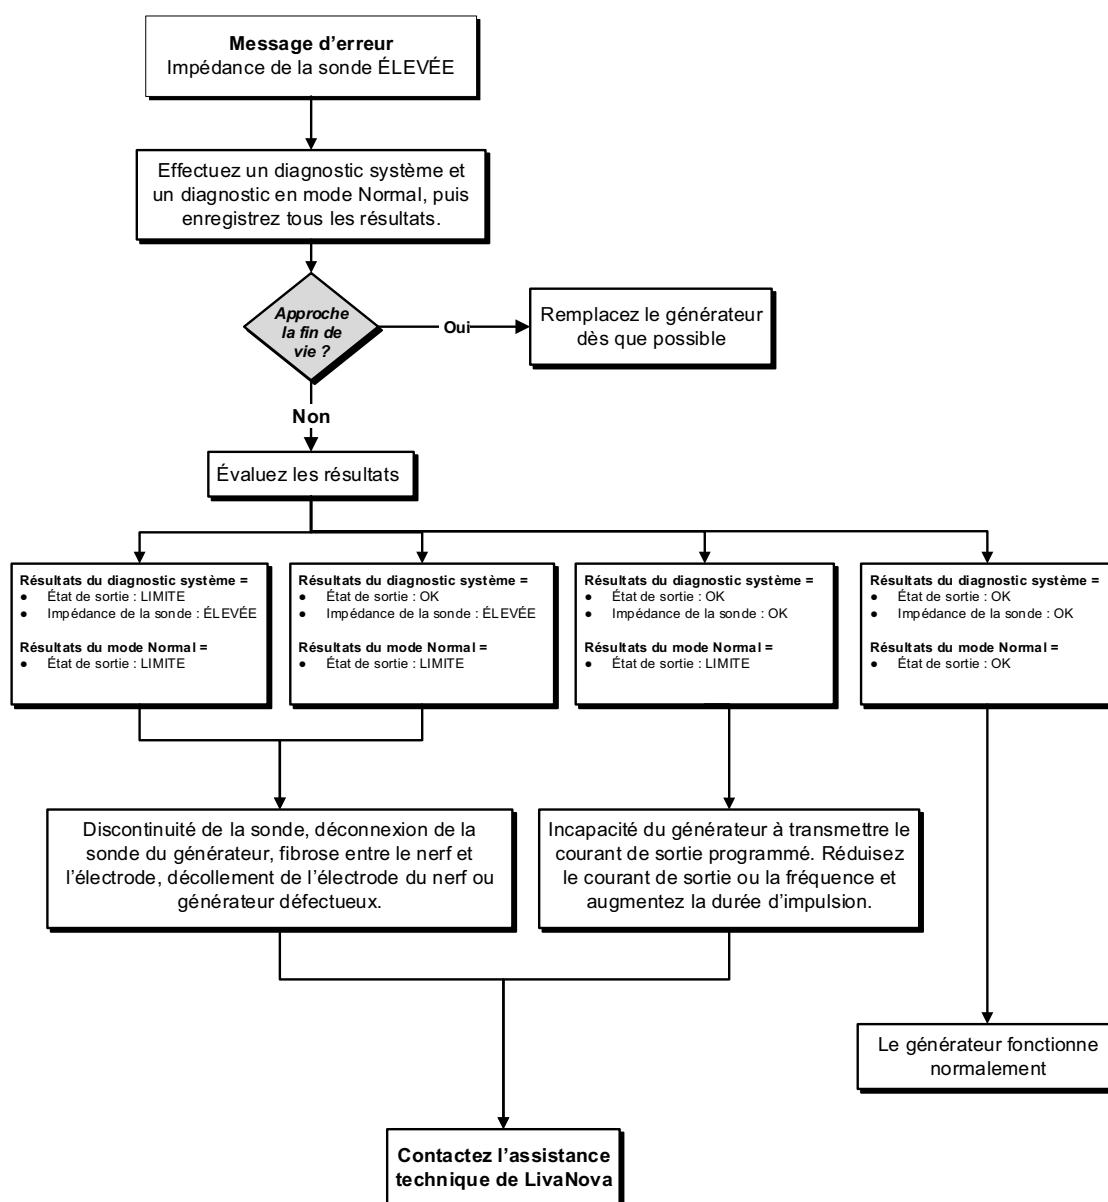 Message d’erreur
Impédance de la sonde ÉLEVÉE
Effectuez un diagnostic système et
un diagnostic en mode Normal, puis
enregistrez tous les résultats.
Approche
la fin de
vie ?
Oui
Remplacez le générateur
dès que possible
Non
Évaluez les résultats
Résultats du diagnostic système =
● État de sortie : LIMITE
● Impédance de la sonde : ÉLEVÉE
Résultats du mode Normal =
● État de sortie : LIMITE
Résultats du diagnostic système =
● État de sortie : OK
● Impédance de la sonde : ÉLEVÉE
Résultats du mode Normal =
● État de sortie : LIMITE
Résultats du diagnostic système =
● État de sortie : OK
● Impédance de la sonde : OK
Résultats du mode Normal =
● État de sortie : LIMITE
Résultats du diagnostic système =
● État de sortie : OK
● Impédance de la sonde : OK
Résultats du mode Normal =
● État de sortie : OK
Discontinuité de la sonde, déconnexion de la
sonde du générateur, fibrose entre le nerf et
l’électrode, décollement de l’électrode du nerf ou
générateur défectueux.
Incapacité du générateur à transmettre le
courant de sortie programmé. Réduisez
le courant de sortie ou la fréquence et
augmentez la durée d’impulsion.
Le générateur fonctionne
normalement
Contactez l’assistance
technique de LivaNova